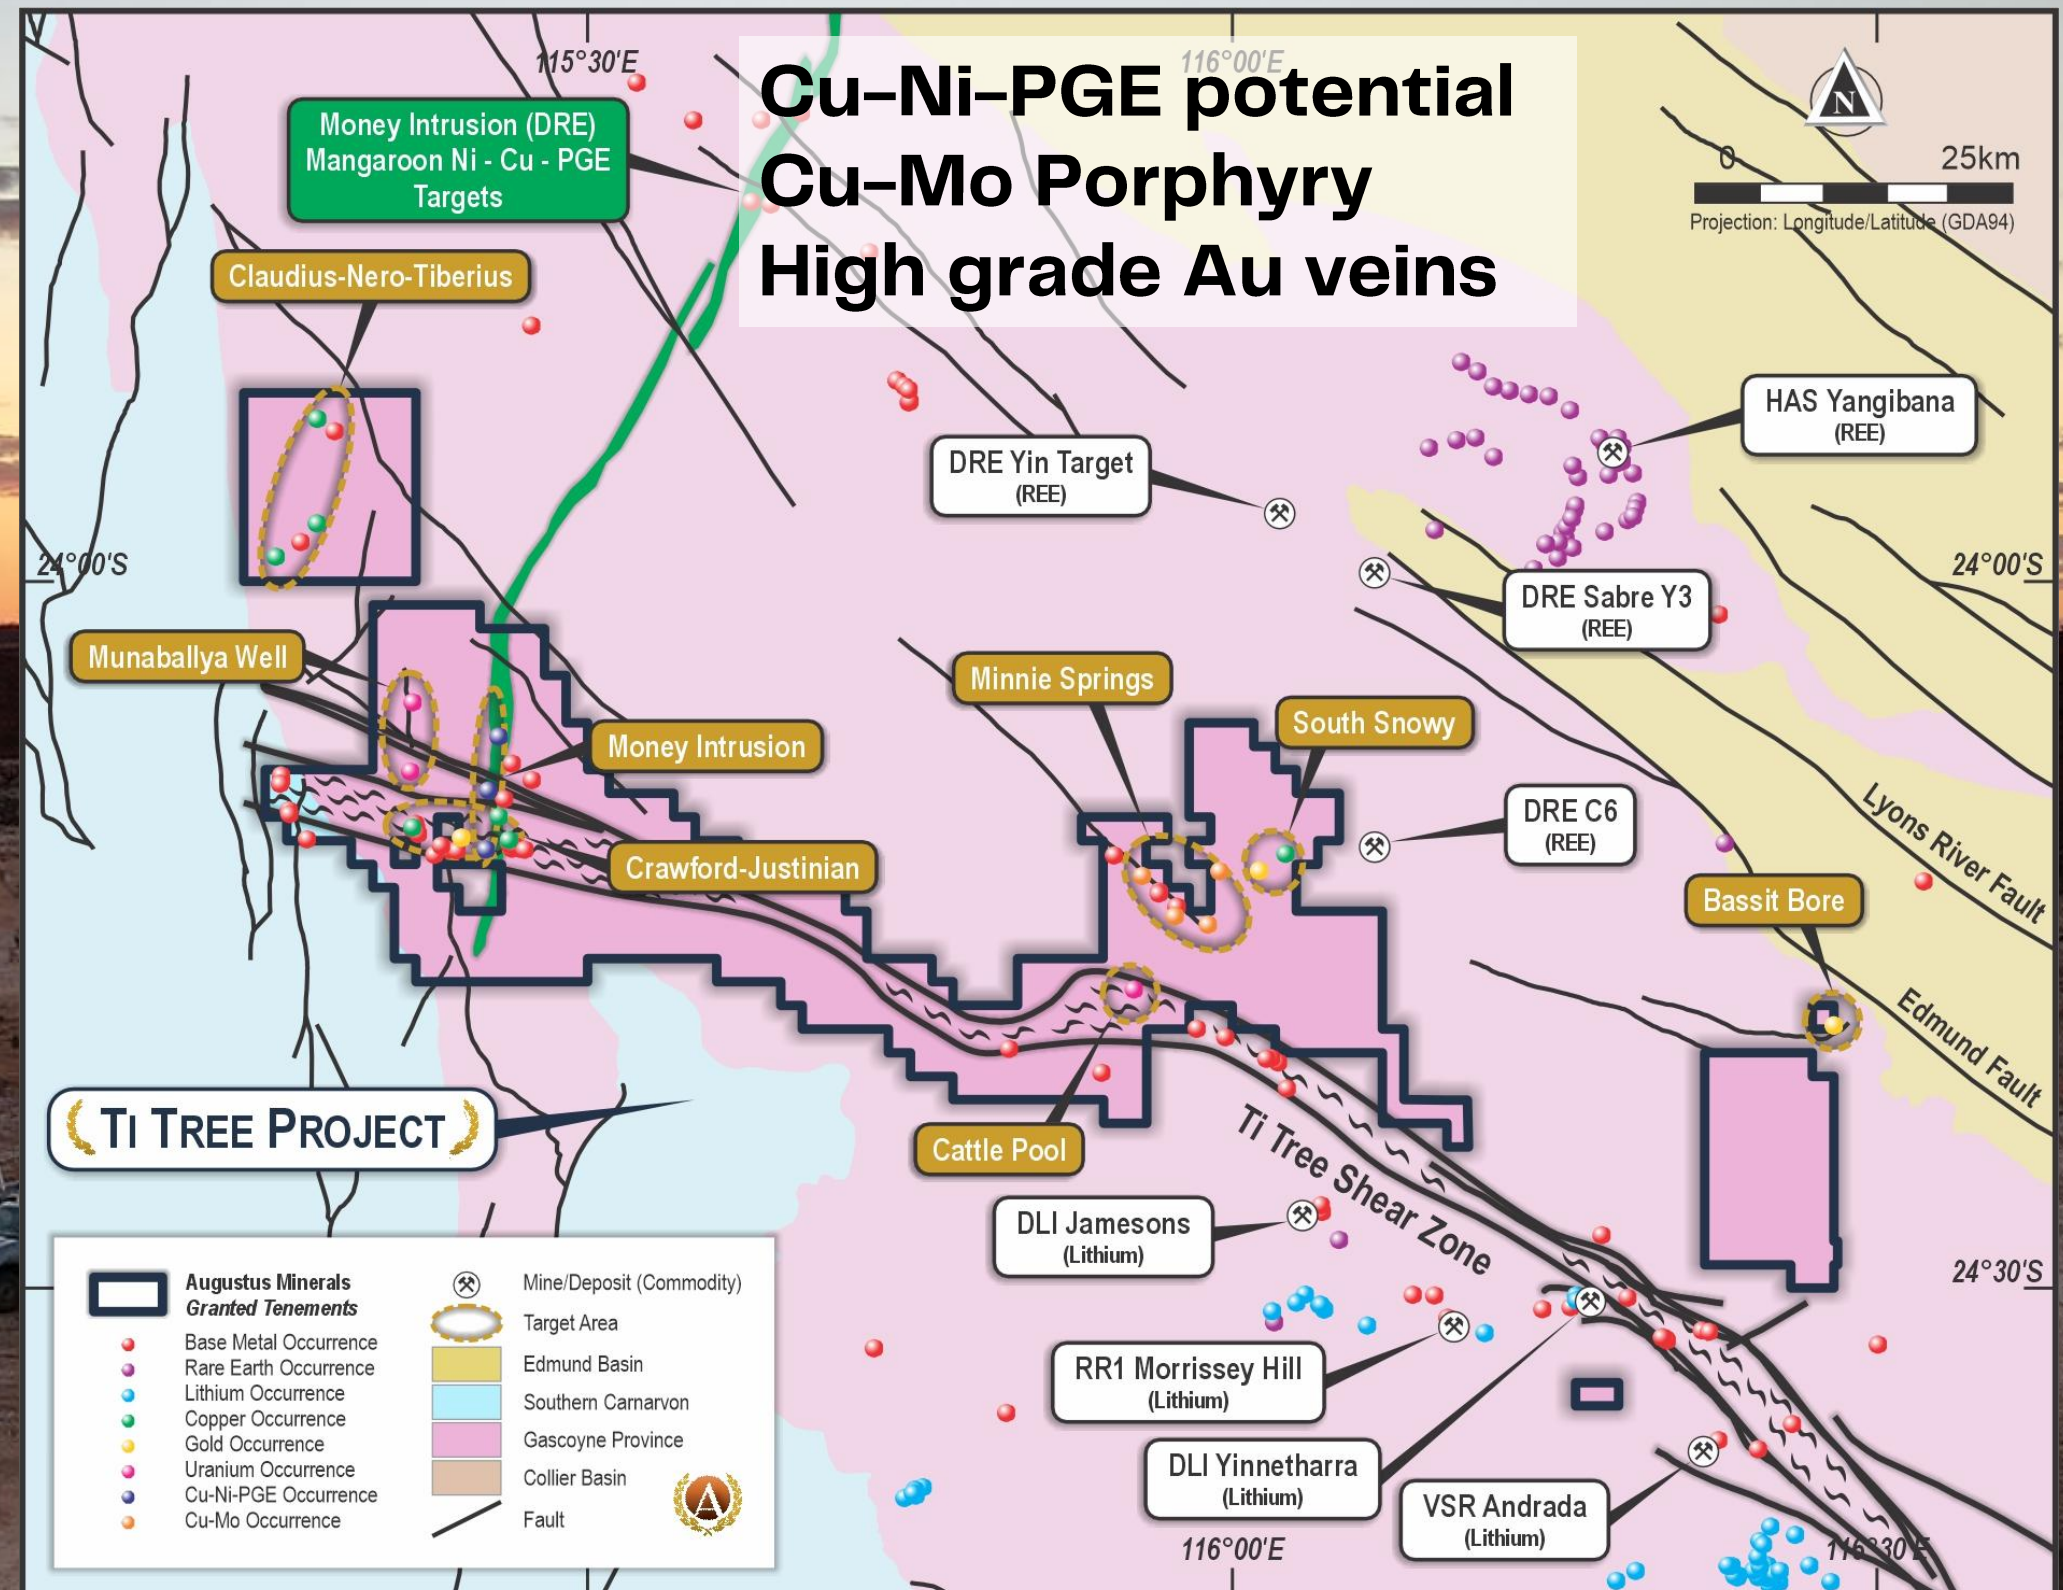 115°30'E
116°00'E
Cu-Ni-PGE potential
Cu-Mo Porphyry
High grade Au veins
N
0
25km
Projection: Longitude/Latitude (GDA94)
Money Intrusion (DRE)
Mangaroon Ni - Cu - PGE
Targets
Claudius-Nero-Tiberius
HAS Yangibana
(REE)
DRE Yin Target
(REE)
24°00'S
24°00'S
DRE Sabre Y3
(REE)
Munaballya Well
Minnie Springs
South Snowy
Money Intrusion
DRE C6
(REE)
Lyons River Fault
Crawford-Justinian
Bassit Bore
Edmund Fault
TI TREE PROJECT
Cattle Pool
Ti Tree Shear Zone
DLI Jamesons
(Lithium)
24°30'S
RR1 Morrissey Hill
(Lithium)
DLI Yinnetharra
(Lithium)
VSR Andrada
(Lithium)
116°00'E
116°30'E
Augustus Minerals
Granted Tenements
Base Metal Occurrence
Rare Earth Occurrence
Lithium Occurrence
Copper Occurrence
Gold Occurrence
Uranium Occurrence
Cu-Ni-PGE Occurrence
Cu-Mo Occurrence
Mine/Deposit (Commodity)
Target Area
Edmund Basin
Southern Carnarvon
Gascoyne Province
Collier Basin
Fault
A